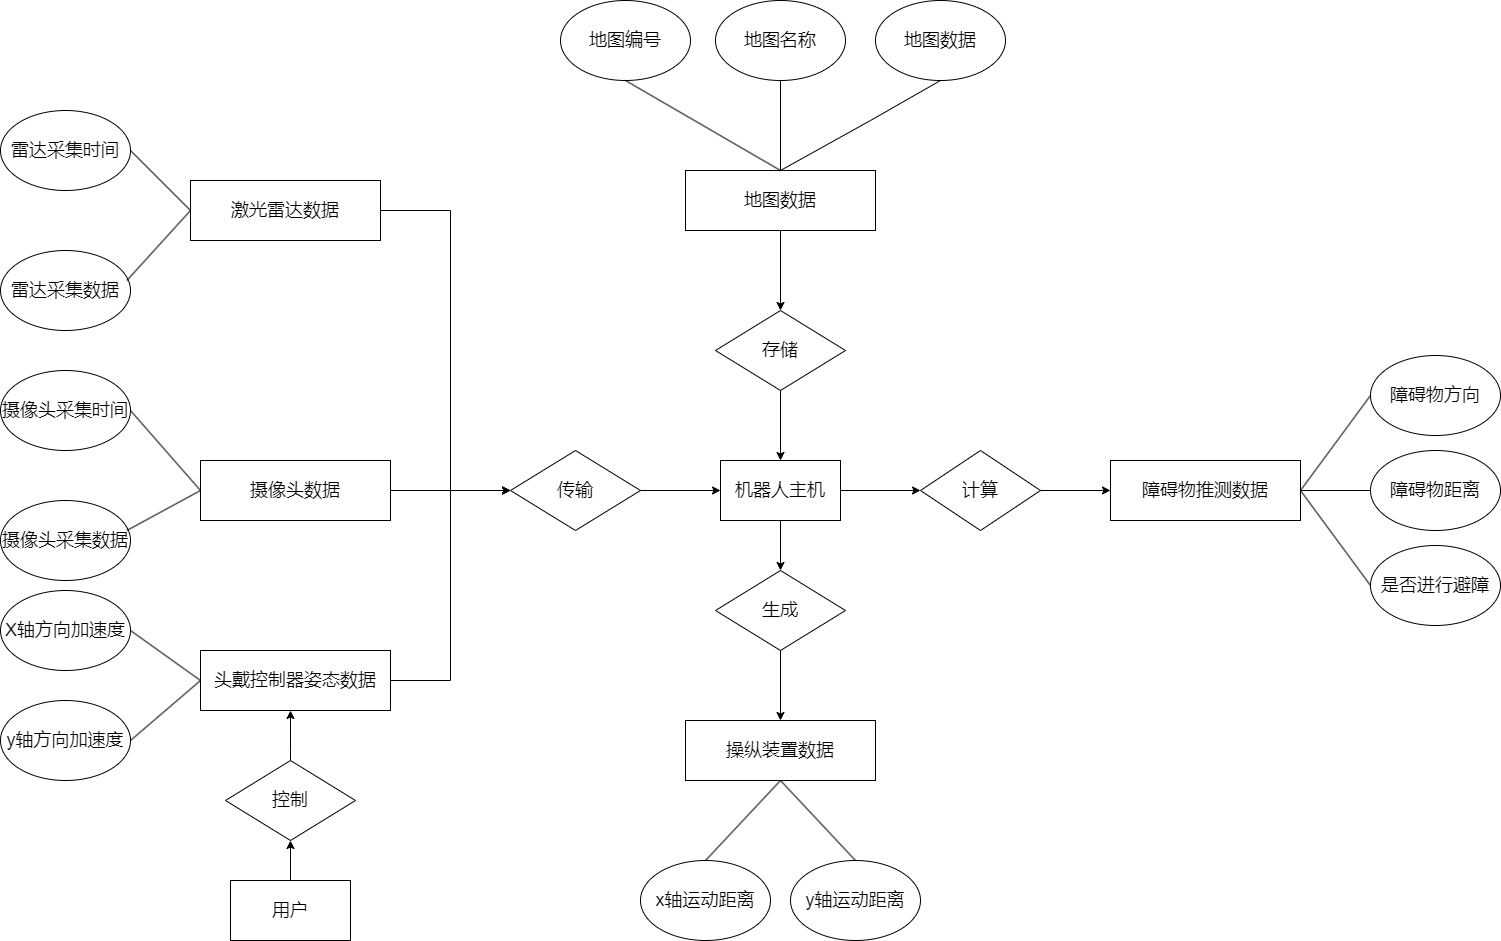 地图编号
地图名称
地图数据
雷达采集时间
激光雷达数据
地图数据
雷达采集数据
存储
障碍物方向
摄像头采集时间
摄像头数据
传输
机器人主机
计算
障碍物推测数据
障碍物距离
摄像头采集数据
是否进行避障
X轴方向加速度
生成
头戴控制器姿态数据
y轴方向加速度
操纵装置数据
控制
用户
x轴运动距离
y轴运动距离